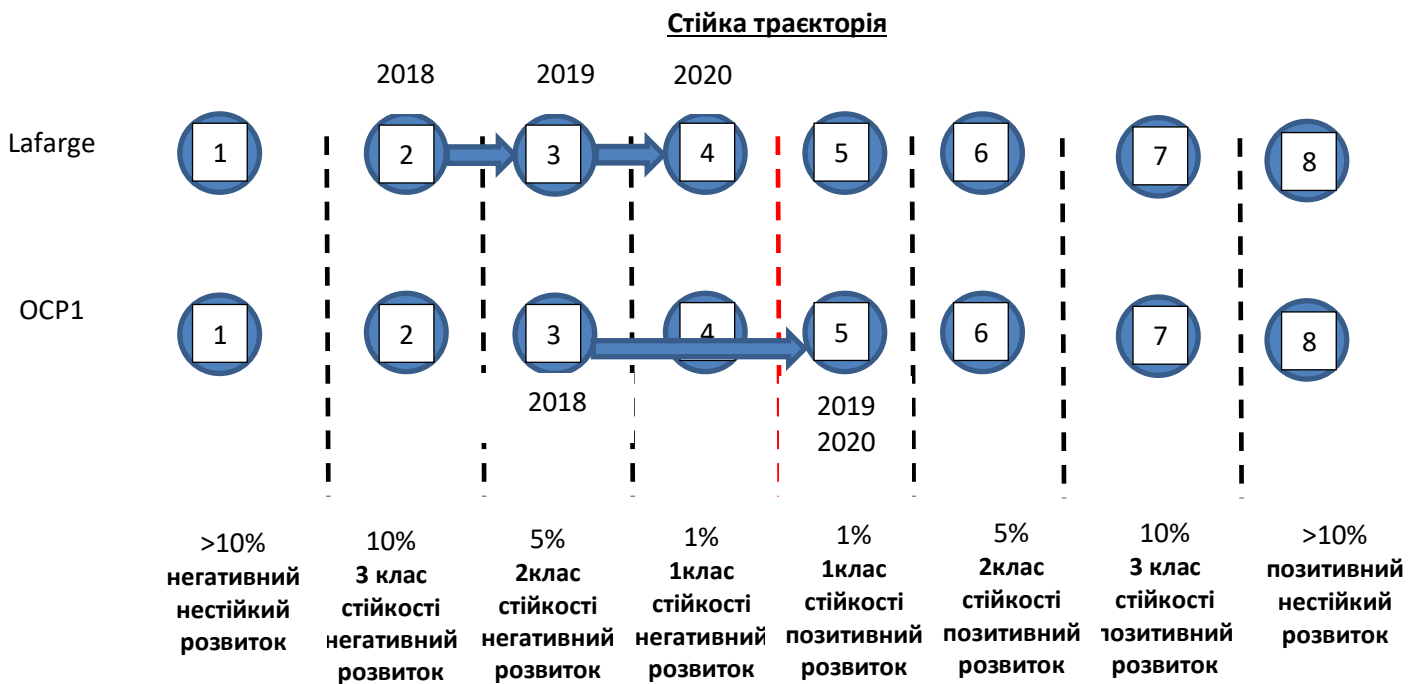 Стійка траєкторія
2018 2019 2020
Lafarge 1 2 3 4 5 6 7 8
OCP1 1 2 3 4 5 6 7 8
2018 2019
2020
>10% 10% 5% 1% 1% 5% 10% >10%
негативний 3 клас 2клас 1клас 1клас 2клас 3 клас позитивний
нестійкий стійкості стійкості стійкості стійкості стійкості стійкості нестійкий
розвиток негативний негативний негативний позитивний позитивний позитивний розвиток
розвиток розвиток розвиток розвиток розвиток розвиток